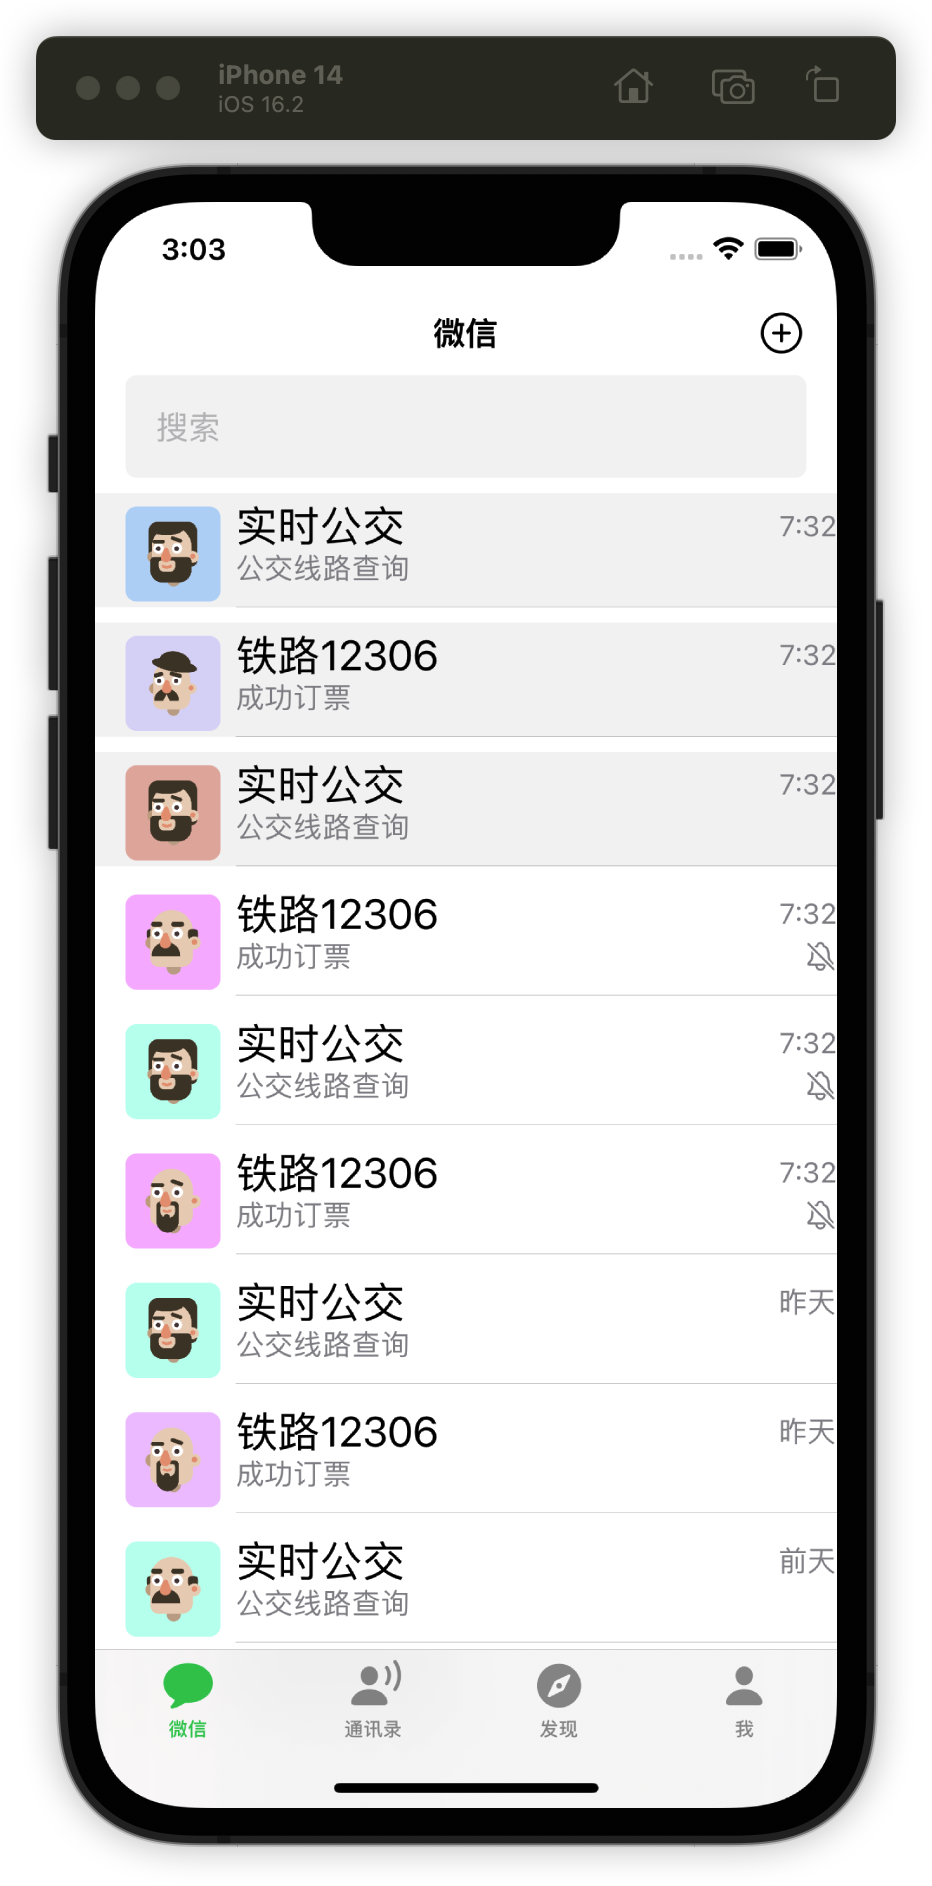 iPhone 14
iOS 16.2
3:03
微信
搜索
实时公交 7:32
公交线路查询
铁路12306 7:32
成功订票
实时公交 7:32
公交线路查询
铁路12306 7:32
成功订票
实时公交 7:32
公交线路查询
铁路12306 7:32
成功订票
实时公交 昨天
公交线路查询
铁路12306 昨天
成功订票
实时公交 前天
公交线路查询
微信 通讯录 发现 我